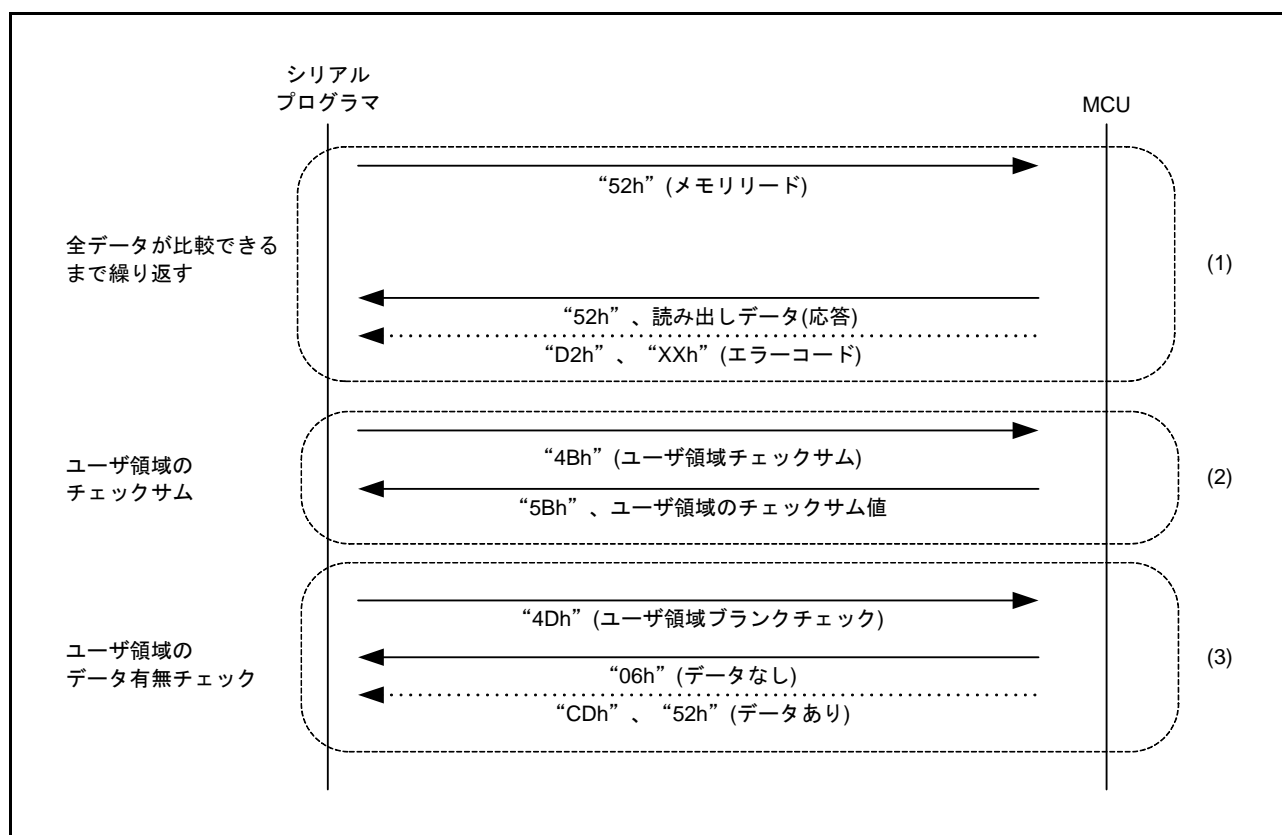 シリアル
プログラマ
MCU
“52h” (メモリリード)
全データが比較できる
まで繰り返す
(1)
“52h” 、読み出しデータ(応答)
“D2h” 、 “XXh” (エラーコード)
“4Bh” (ユーザ領域チェックサム)
ユーザ領域の
チェックサム
(2)
“5Bh” 、ユーザ領域のチェックサム値
“4Dh” (ユーザ領域ブランクチェック)
ユーザ領域の
データ有無チェック
(3)
“06h” (データなし)
“CDh” 、 “52h” (データあり)